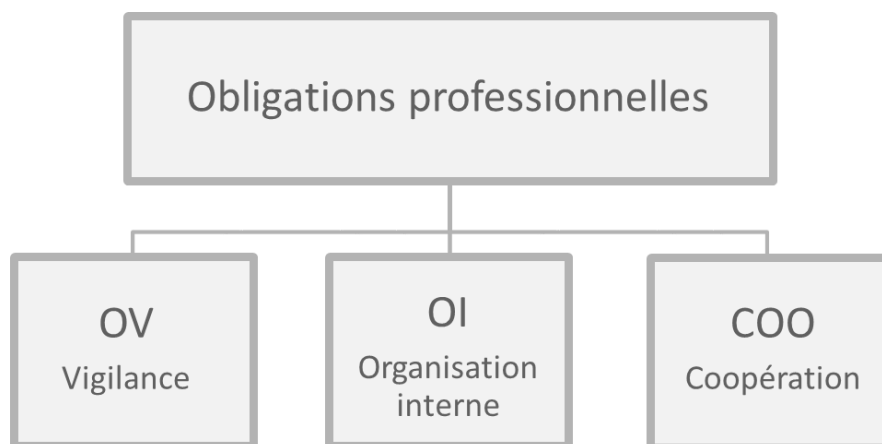 Obligations professionnelles
OV
Vigilance
OI
Organisation
interne
COO
Coopération